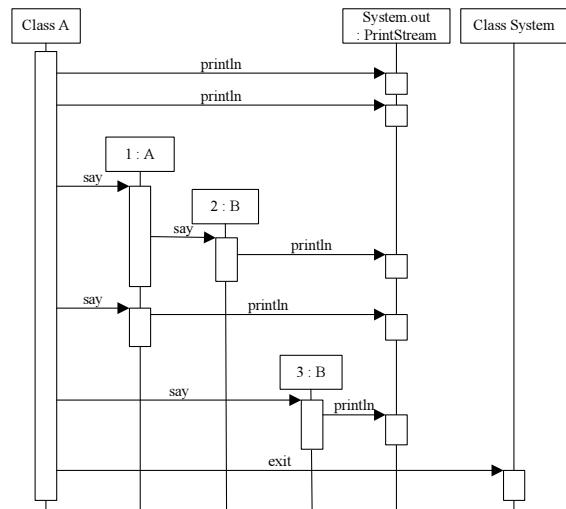 Class A
System.out
: PrintStream
Class System
println
println
1 : A
say
2 : B
say
println
say
println
3 : B
say
println
exit